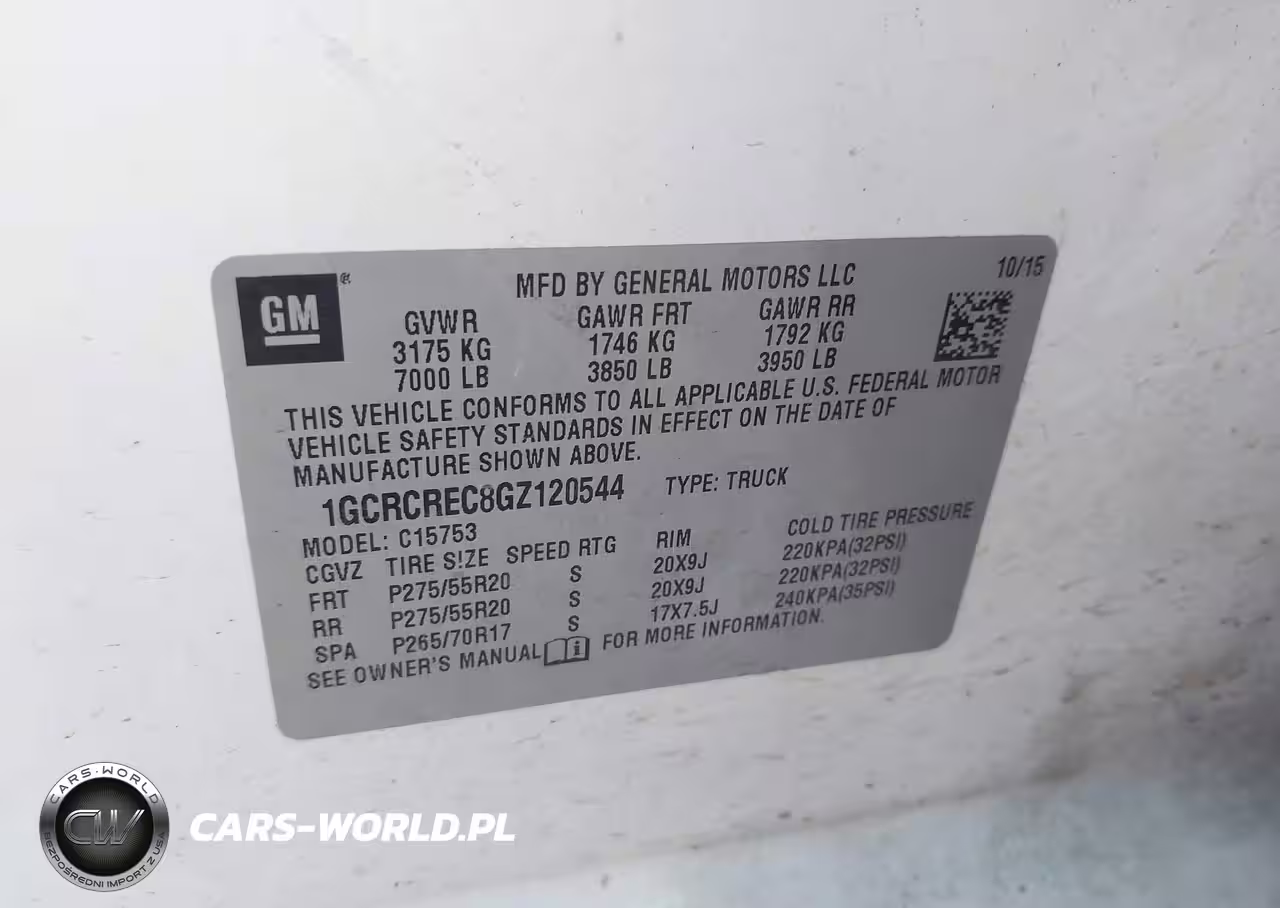 GM
®
MFD BY GENERAL MOTORS LLC
10/15
GVWR GAWR FRT GAWR RR
3175 KG 1746 KG 1792 KG
7000 LB 3850 LB 3950 LB
THIS VEHICLE CONFORMS TO ALL APPLICABLE U.S. FEDERAL MOTOR
VEHICLE SAFETY STANDARDS IN EFFECT ON THE DATE OF
MANUFACTURE SHOWN ABOVE.
1GCRCREC8GZ120544 TYPE: TRUCK
MODEL: C15753
CGVZ TIRE SIZE SPEED RTG RIM COLD TIRE PRESSURE
FRT P275/55R20 S 20X9J 220KPA(32PSI)
RR P275/55R20 S 20X9J 220KPA(32PSI)
SPA P265/70R17 S 17X7.5J 240KPA(35PSI)
SEE OWNER'S MANUAL i FOR MORE INFORMATION.
CARS-WORLD
CW
BEZPOŚREDNI IMPORT Z USA
CARS-WORLD.PL